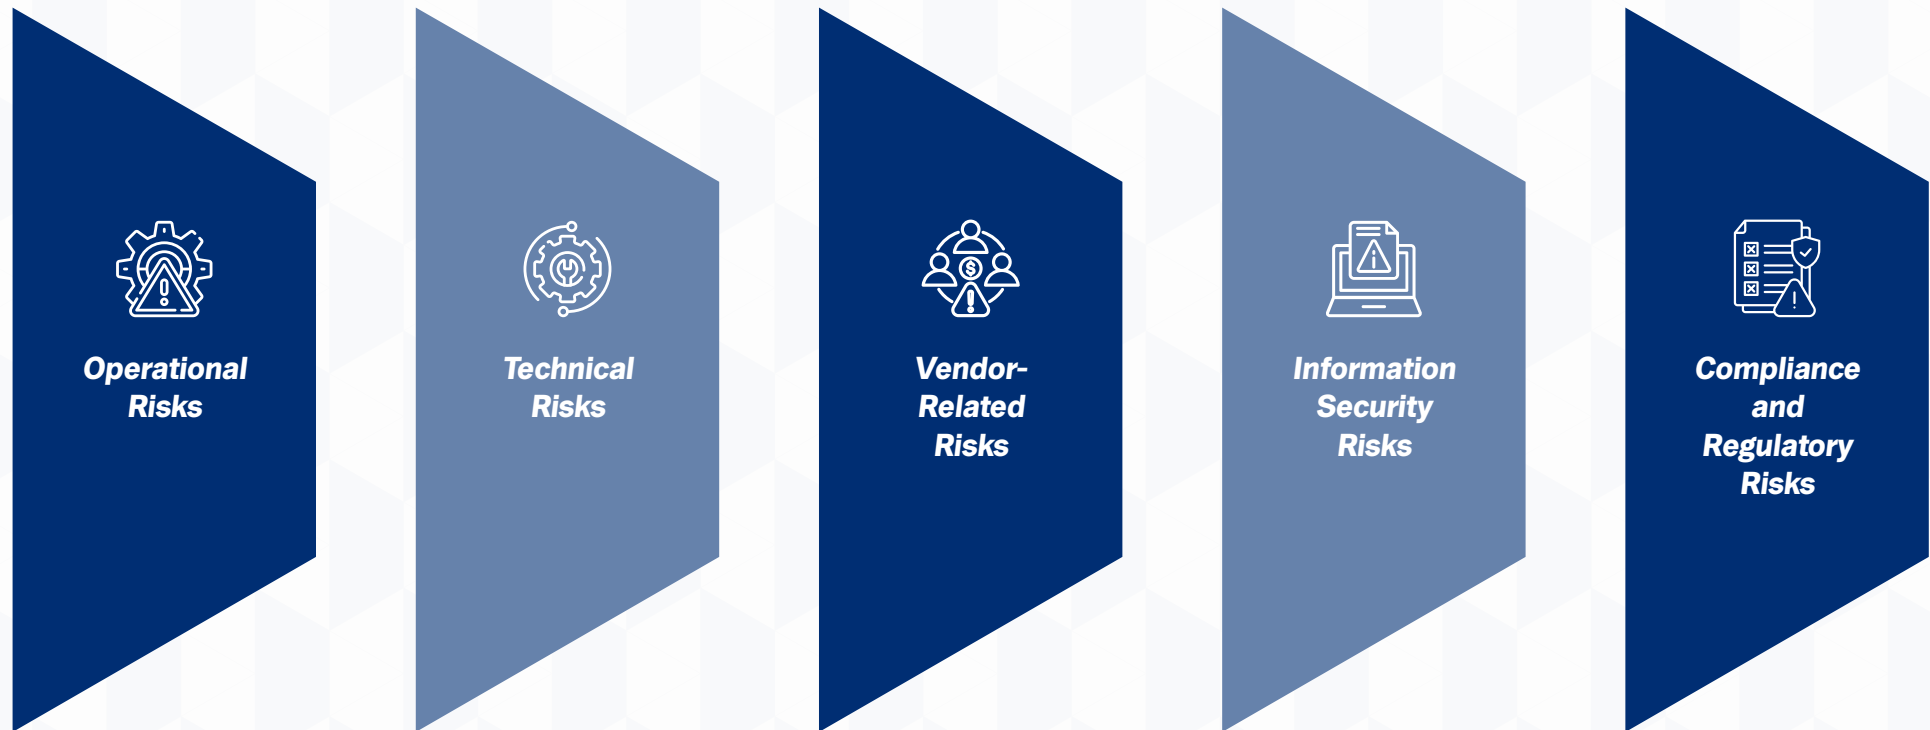 Operational
Risks
Technical
Risks
Vendor-
Related
Risks
Information
Security
Risks
Compliance
and
Regulatory
Risks